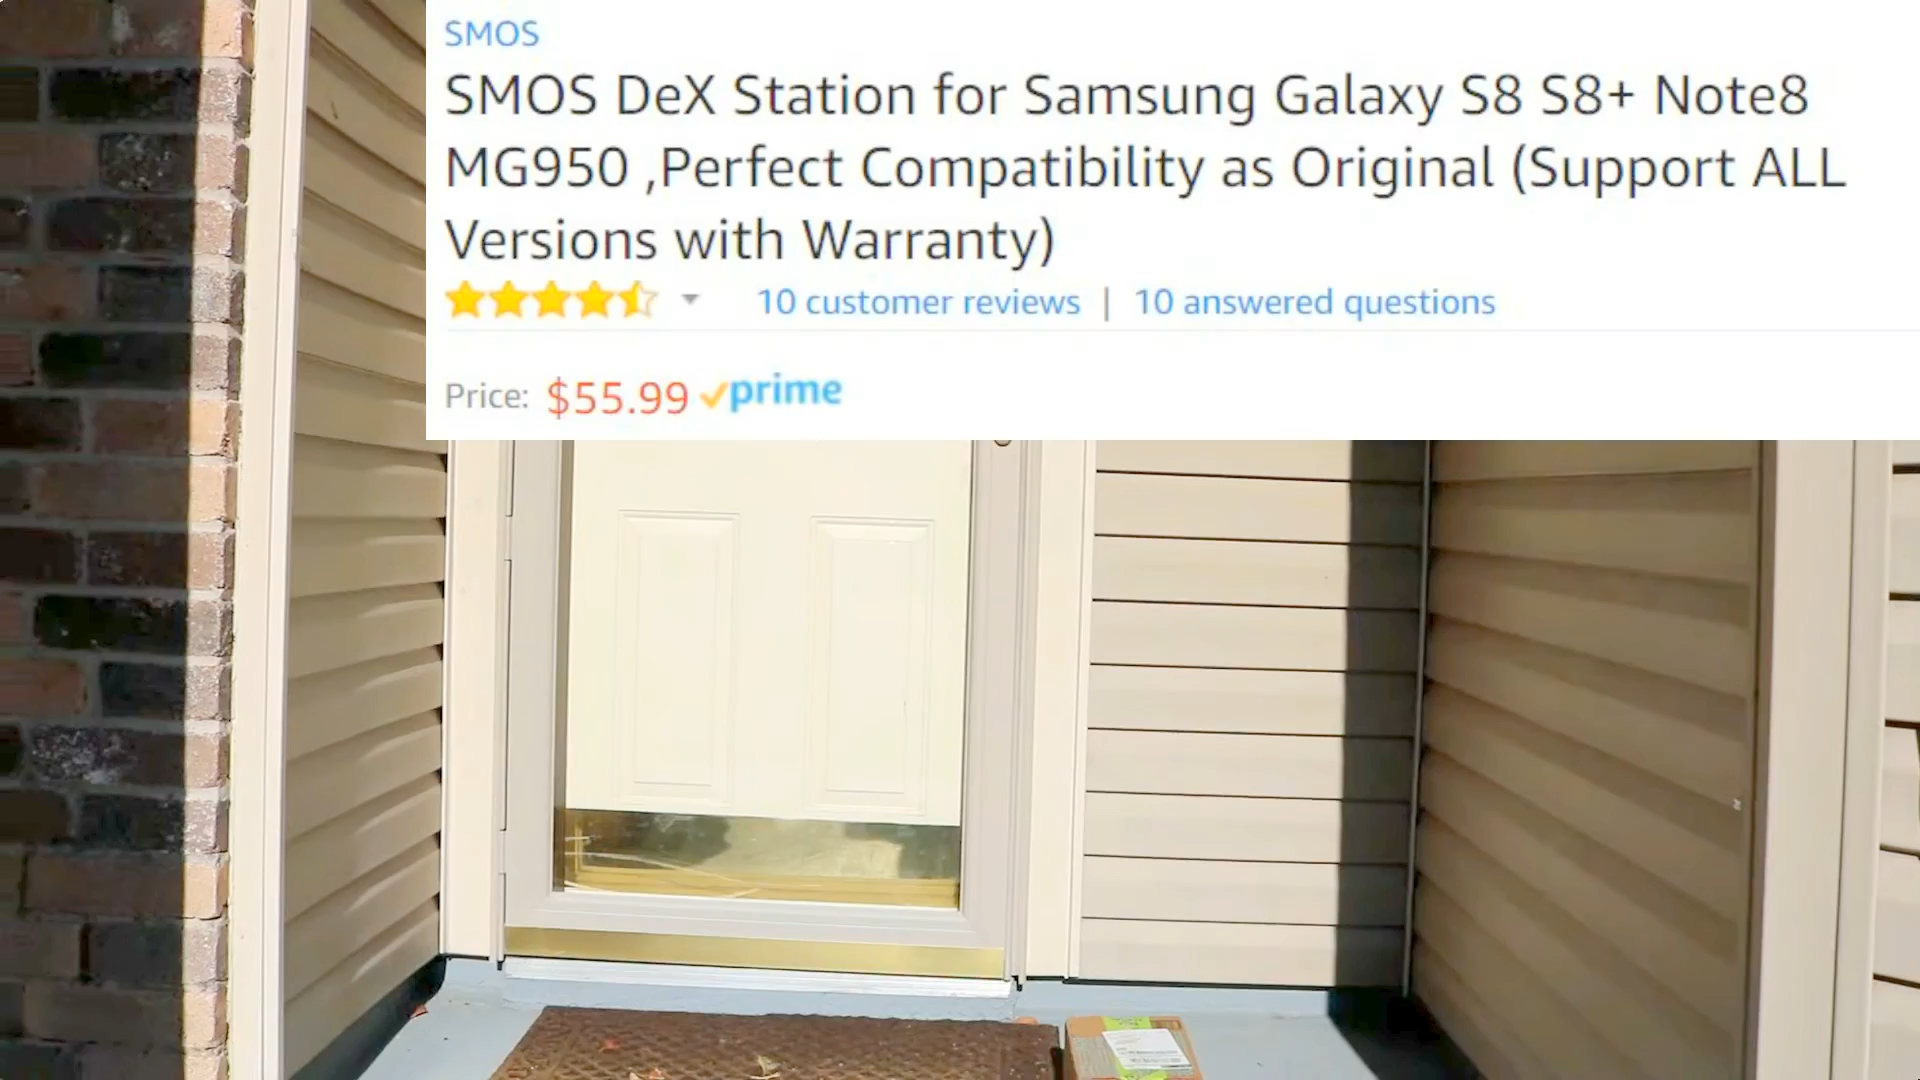 SMOS
SMOS DeX Station for Samsung Galaxy S8 S8+ Note8
MG950 ,Perfect Compatibility as Original (Support ALL
Versions with Warranty)
10 customer reviews | 10 answered questions
Price: $55.99 prime